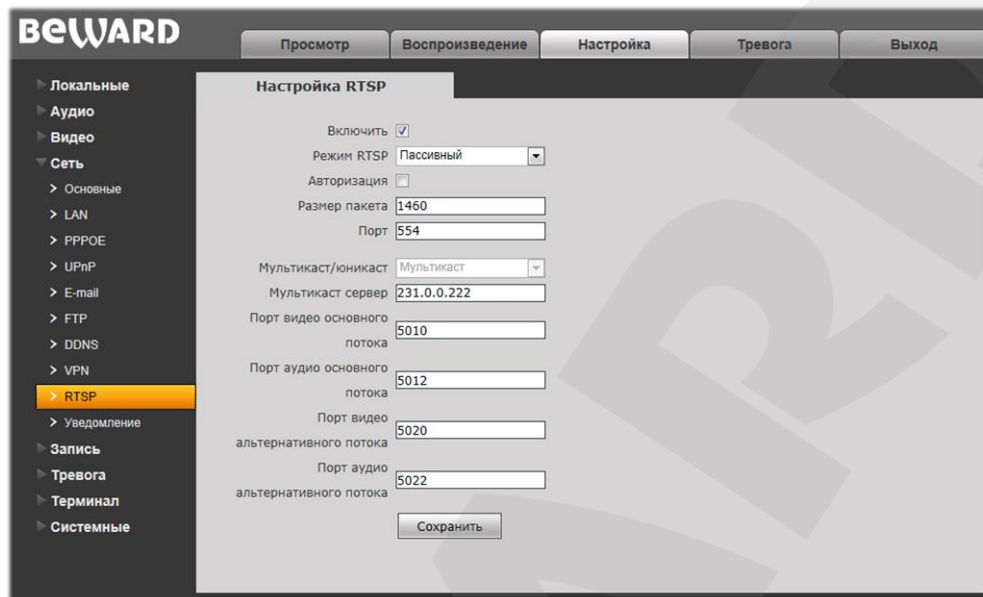 BEWARD
Просмотр
Воспроизведение
Настройка
Тревога
Выход
Локальные
Аудио
Видео
Сеть
Основные
LAN
PPPOE
UPnP
E-mail
FTP
DDNS
VPN
RTSP
Уведомление
Запись
Тревога
Терминал
Системные
Настройка RTSP
Включить
Режим RTSP Пассивный
Авторизация
Размер пакета 1460
Порт 554
Мультикаст/юникаст Мультикаст
Мультикаст сервер 231.0.0.222
Порт видео основного
потока 5010
Порт аудио основного
потока 5012
Порт видео
альтернативного потока 5020
Порт аудио
альтернативного потока 5022
Сохранить